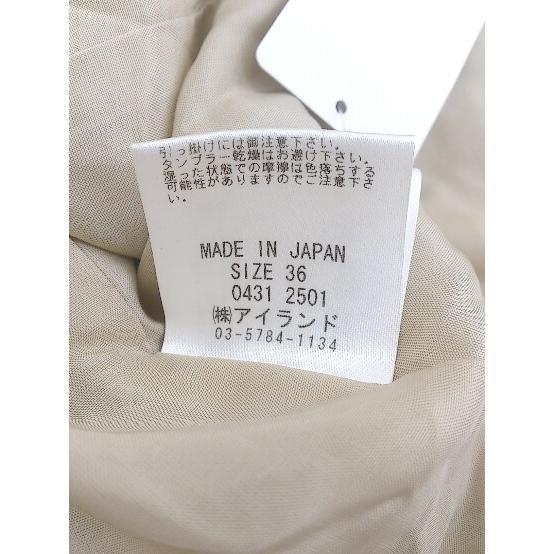 引っ掛けには御注意下さい。
タンブラー乾燥はお避け下さい。
湿った状態での摩擦は色落ちする
可能性がありますのでご注意下さ
い。
MADE IN JAPAN
SIZE 36
0431 2501
㈱アイランド
03-5784-1134